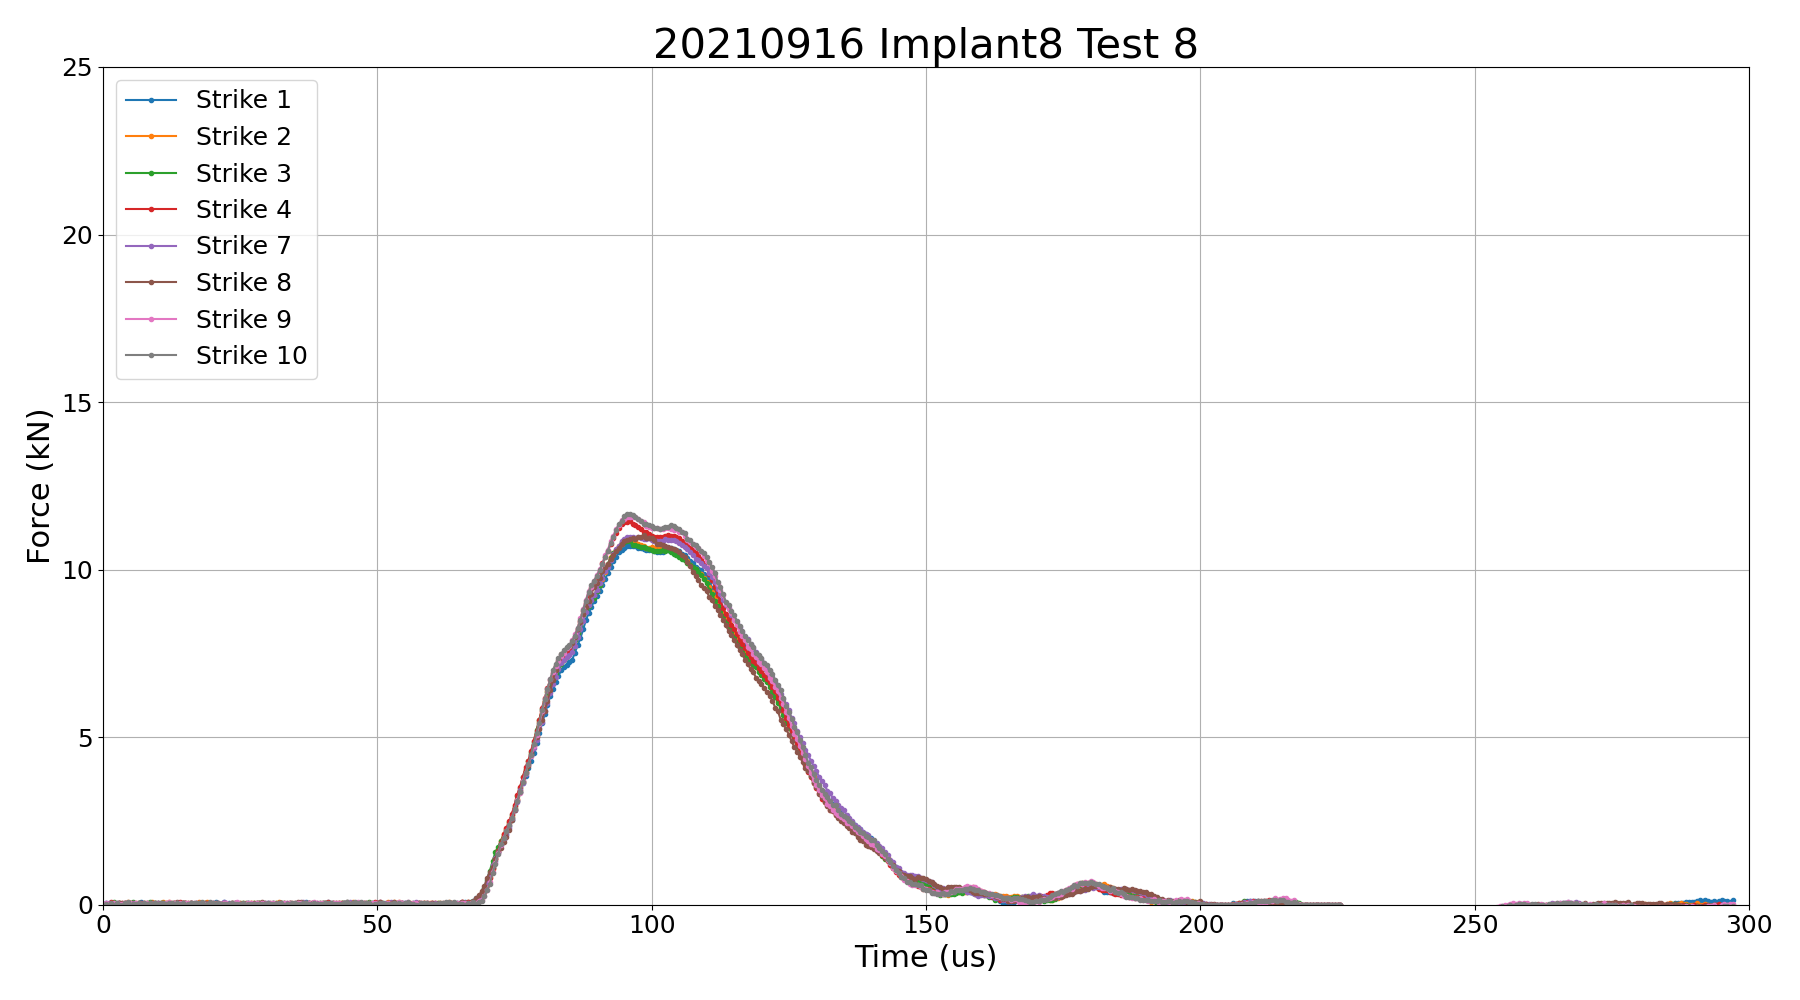 20210916 Implant8 Test 8
25
20
15
10
5
0
Force (kN)
Strike 1
Strike 2
Strike 3
Strike 4
Strike 7
Strike 8
Strike 9
Strike 10
0 50 100 150 200 250 300
Time (us)